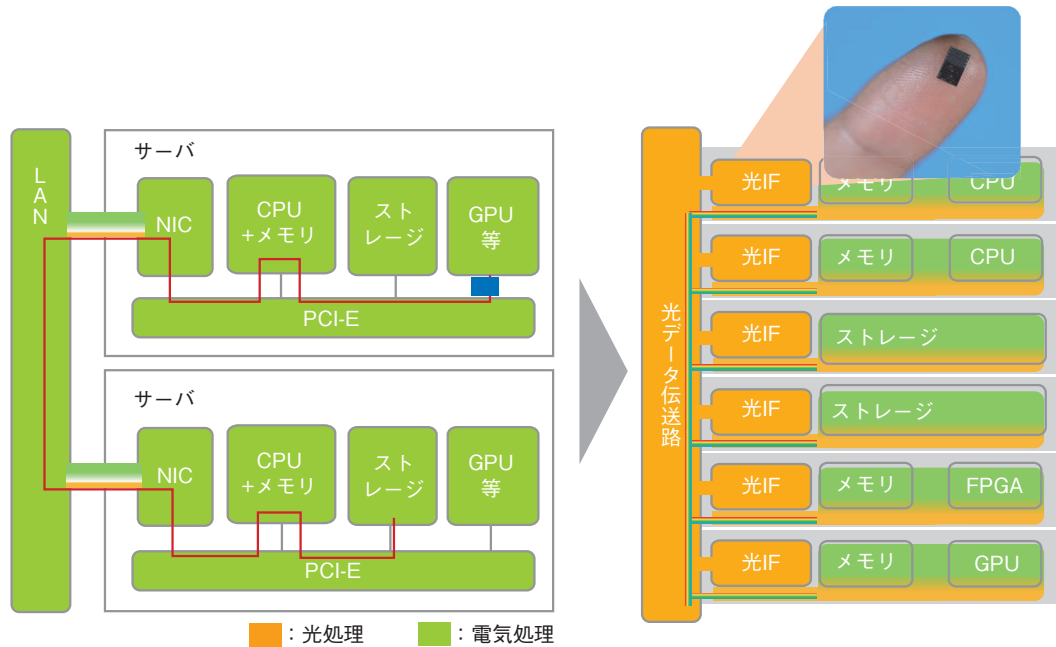 LAN
サーバ
NIC
CPU
+メモリ
スト
レージ
GPU
等
PCI-E
サーバ
NIC
CPU
+メモリ
スト
レージ
GPU
等
PCI-E
：光処理
：電気処理
光データ伝送路
光IF
メモリ
CPU
光IF
メモリ
CPU
光IF
ストレージ
光IF
ストレージ
光IF
メモリ
FPGA
光IF
メモリ
GPU